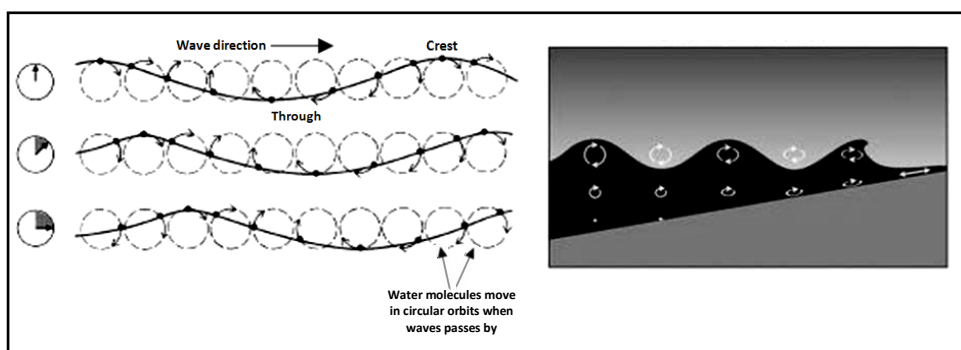 Wave direction
Crest
Through
Water molecules move
in circular orbits when
waves passes by